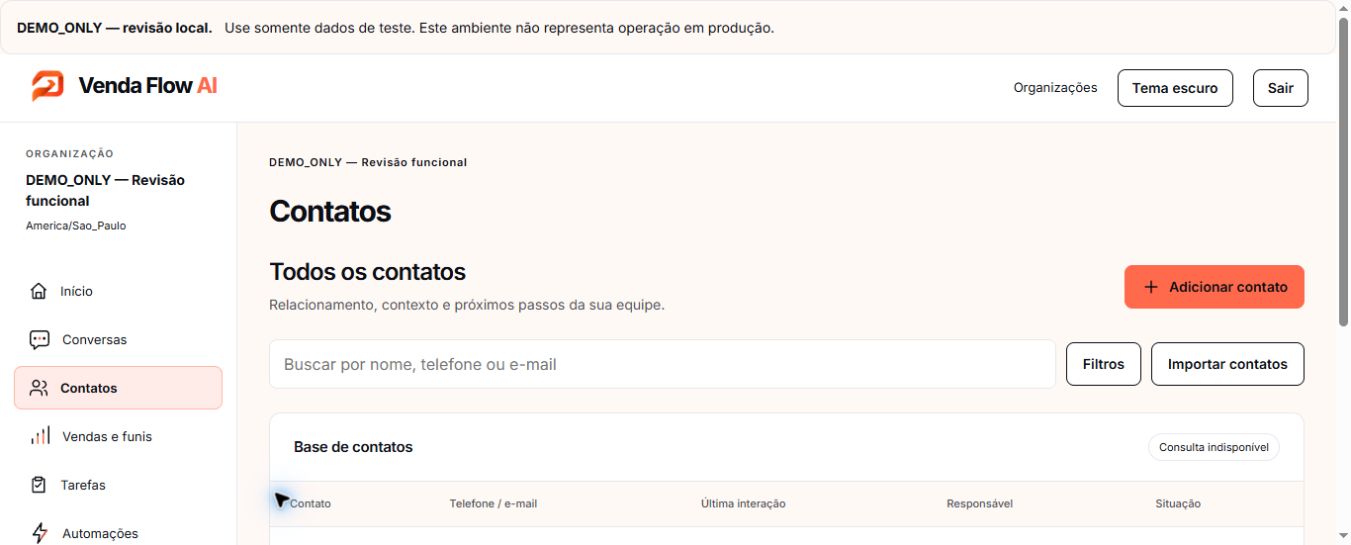 DEMO_ONLY — revisão local. Use somente dados de teste. Este ambiente não representa operação em produção.
Venda Flow AI
Organizações
Tema escuro
Sair
ORGANIZAÇÃO
DEMO_ONLY — Revisão
funcional
America/Sao_Paulo
Início
Conversas
Contatos
Vendas e funis
Tarefas
Automações
DEMO_ONLY — Revisão funcional
Contatos
Todos os contatos
Relacionamento, contexto e próximos passos da sua equipe.
+ Adicionar contato
Buscar por nome, telefone ou e-mail
Filtros
Importar contatos
Base de contatos
Consulta indisponível
Contato Telefone / e-mail Última interação Responsável Situação